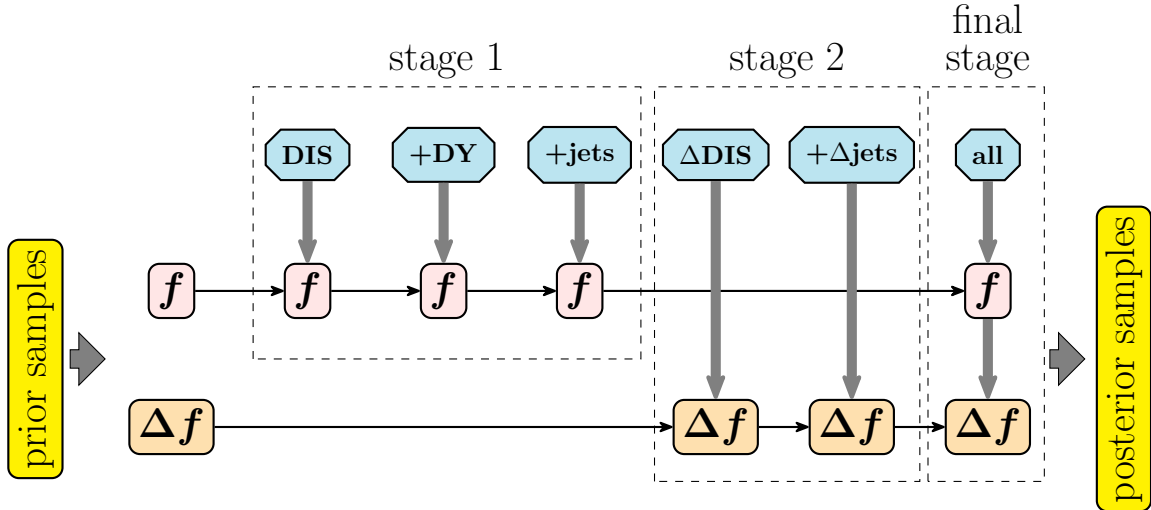 final
stage 1 stage 2 stage
DIS +DY +jets ΔDIS +Δjets all
prior samples
f f f f f
Δf Δf Δf Δf
posterior samples